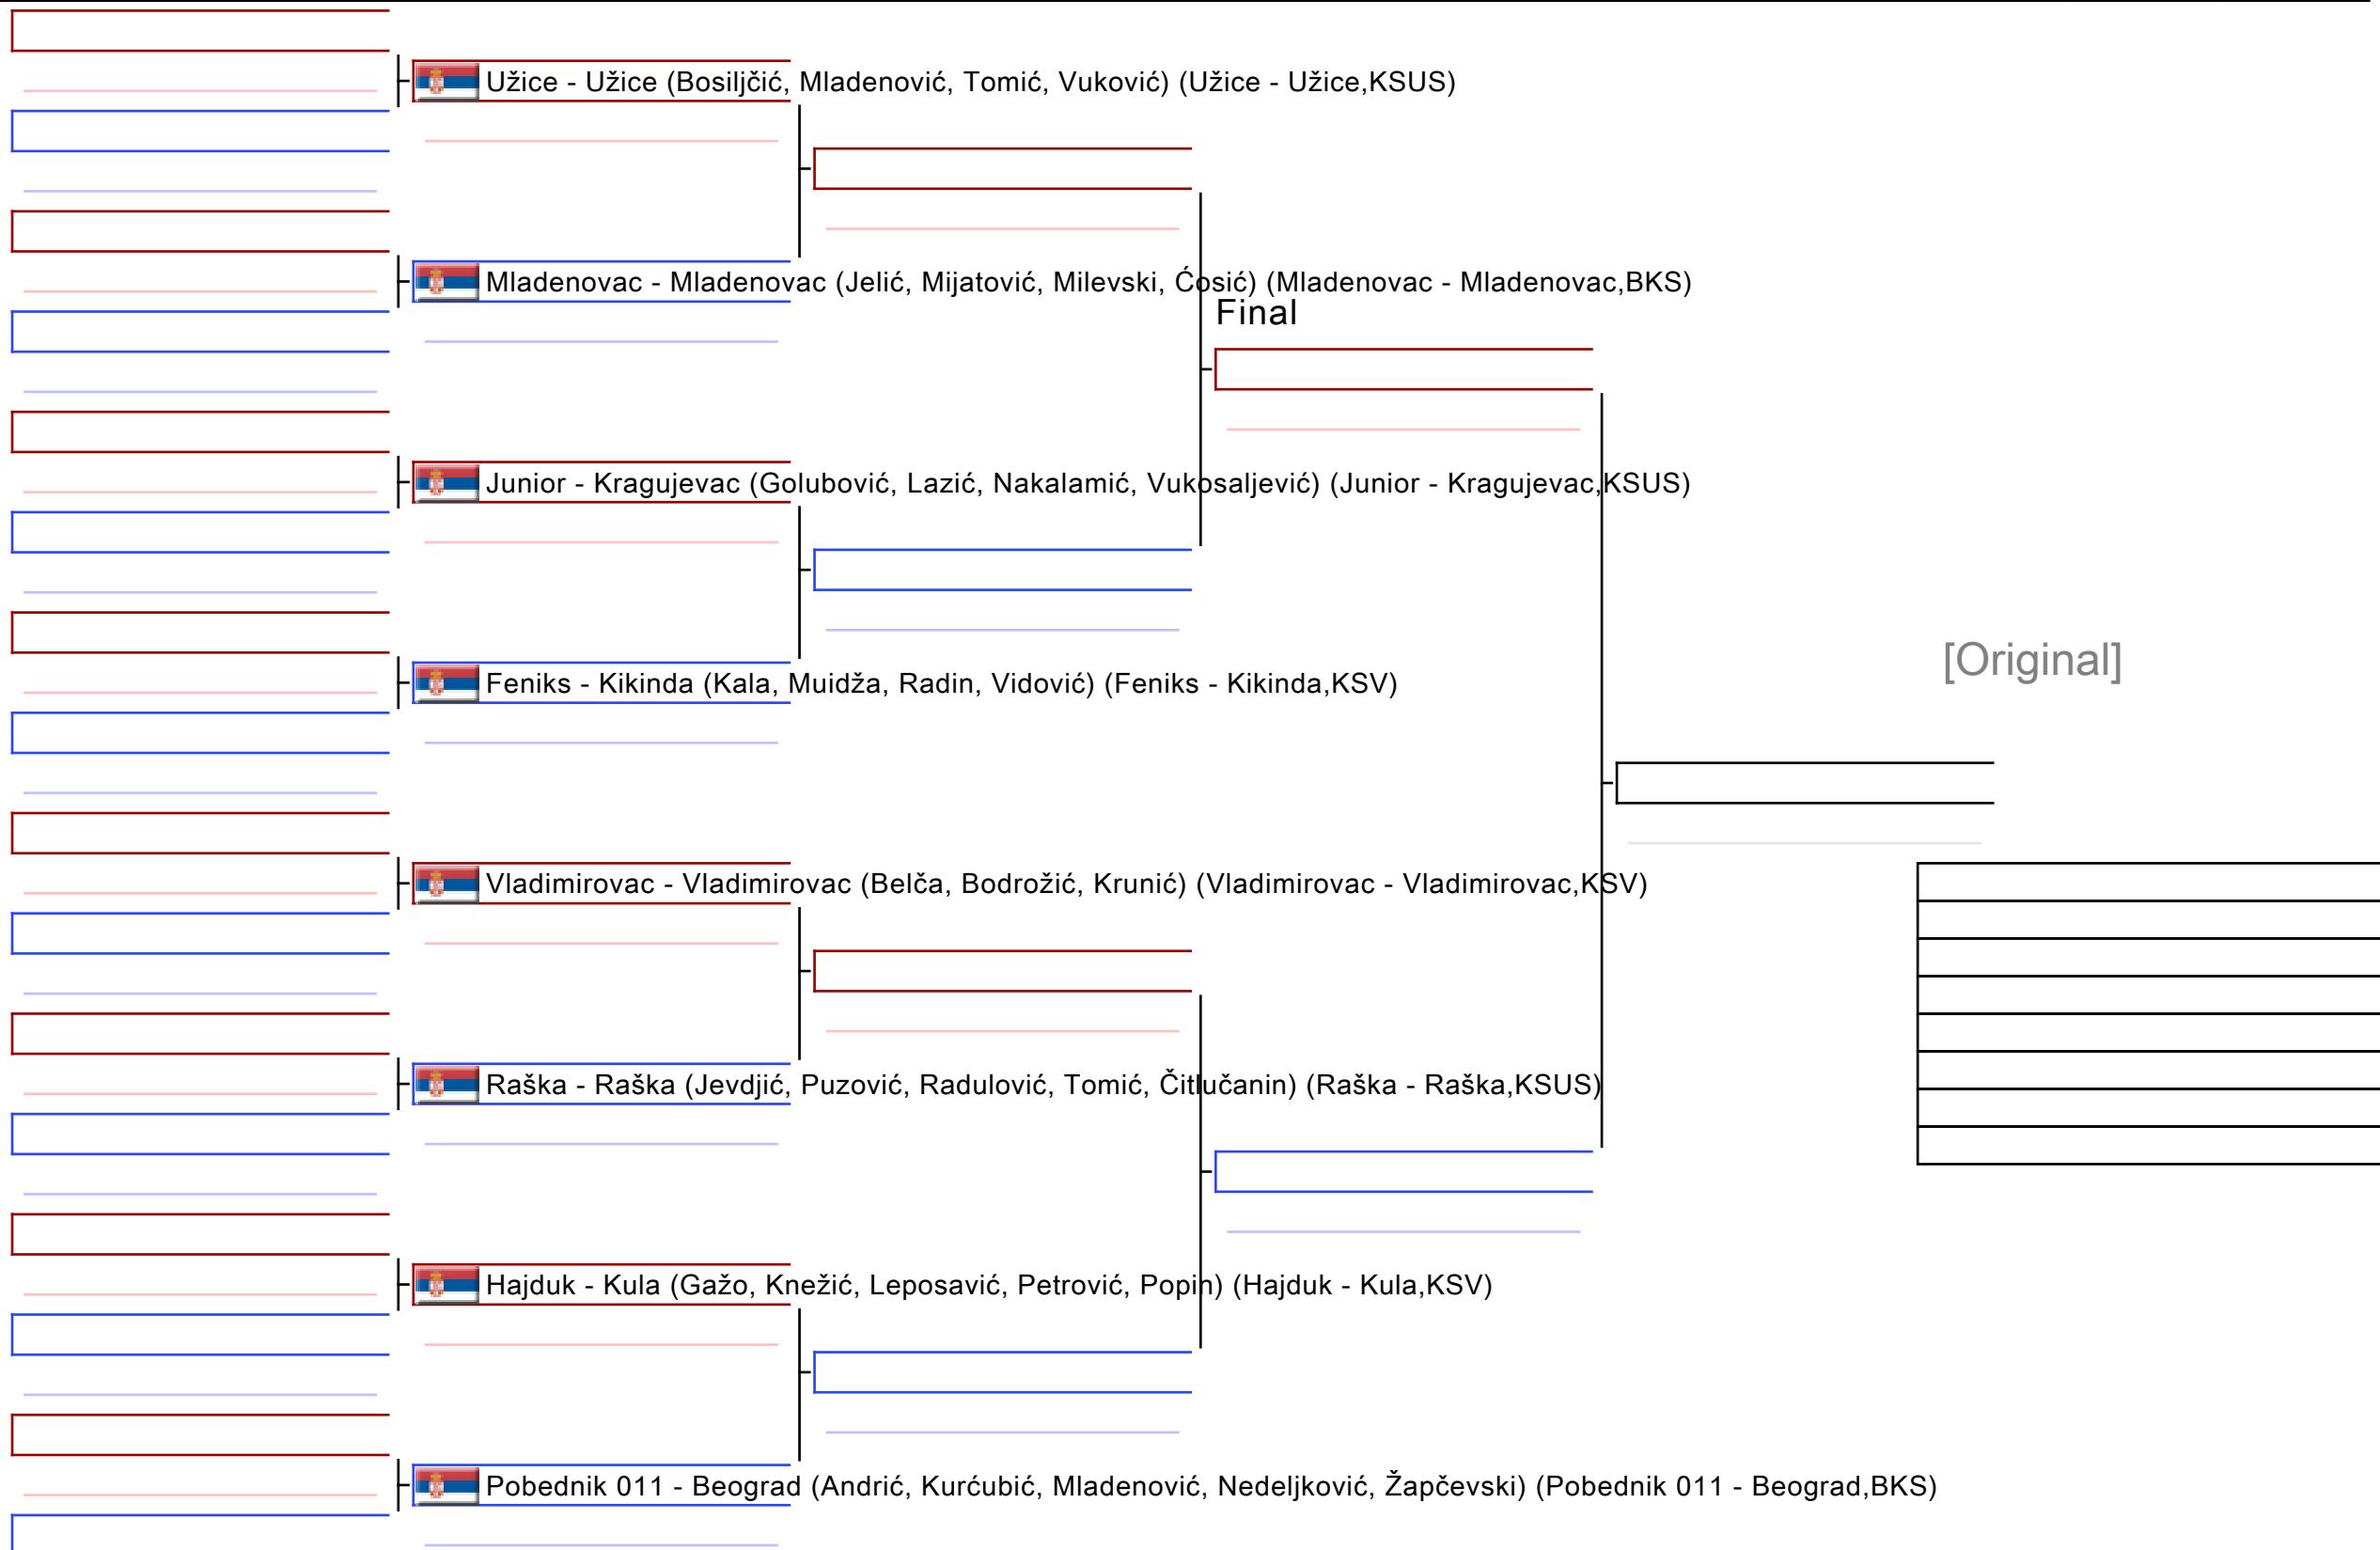 Užice - Užice (Bosiljčić, Mladenović, Tomić, Vuković) (Užice - Užice,KSUS)
Mladenovac - Mladenovac (Jelić, Mijatović, Milevski, Ćosić) (Mladenovac - Mladenovac,BKS)
Final
Junior - Kragujevac (Golubović, Lazić, Nakalamić, Vukosaljević) (Junior - Kragujevac,KSUS)
[Original]
Feniks - Kikinda (Kala, Muidža, Radin, Vidović) (Feniks - Kikinda,KSV)
Vladimirovac - Vladimirovac (Belča, Bodrožić, Krunić) (Vladimirovac - Vladimirovac,KSV)
Raška - Raška (Jevdjić, Puzović, Radulović, Tomić, Čitlučanin) (Raška - Raška,KSUS)
Hajduk - Kula (Gažo, Knežić, Leposavić, Petrović, Popin) (Hajduk - Kula,KSV)
Pobednik 011 - Beograd (Andrić, Kurćubić, Mladenović, Nedeljković, Žapčevski) (Pobednik 011 - Beograd,BKS)